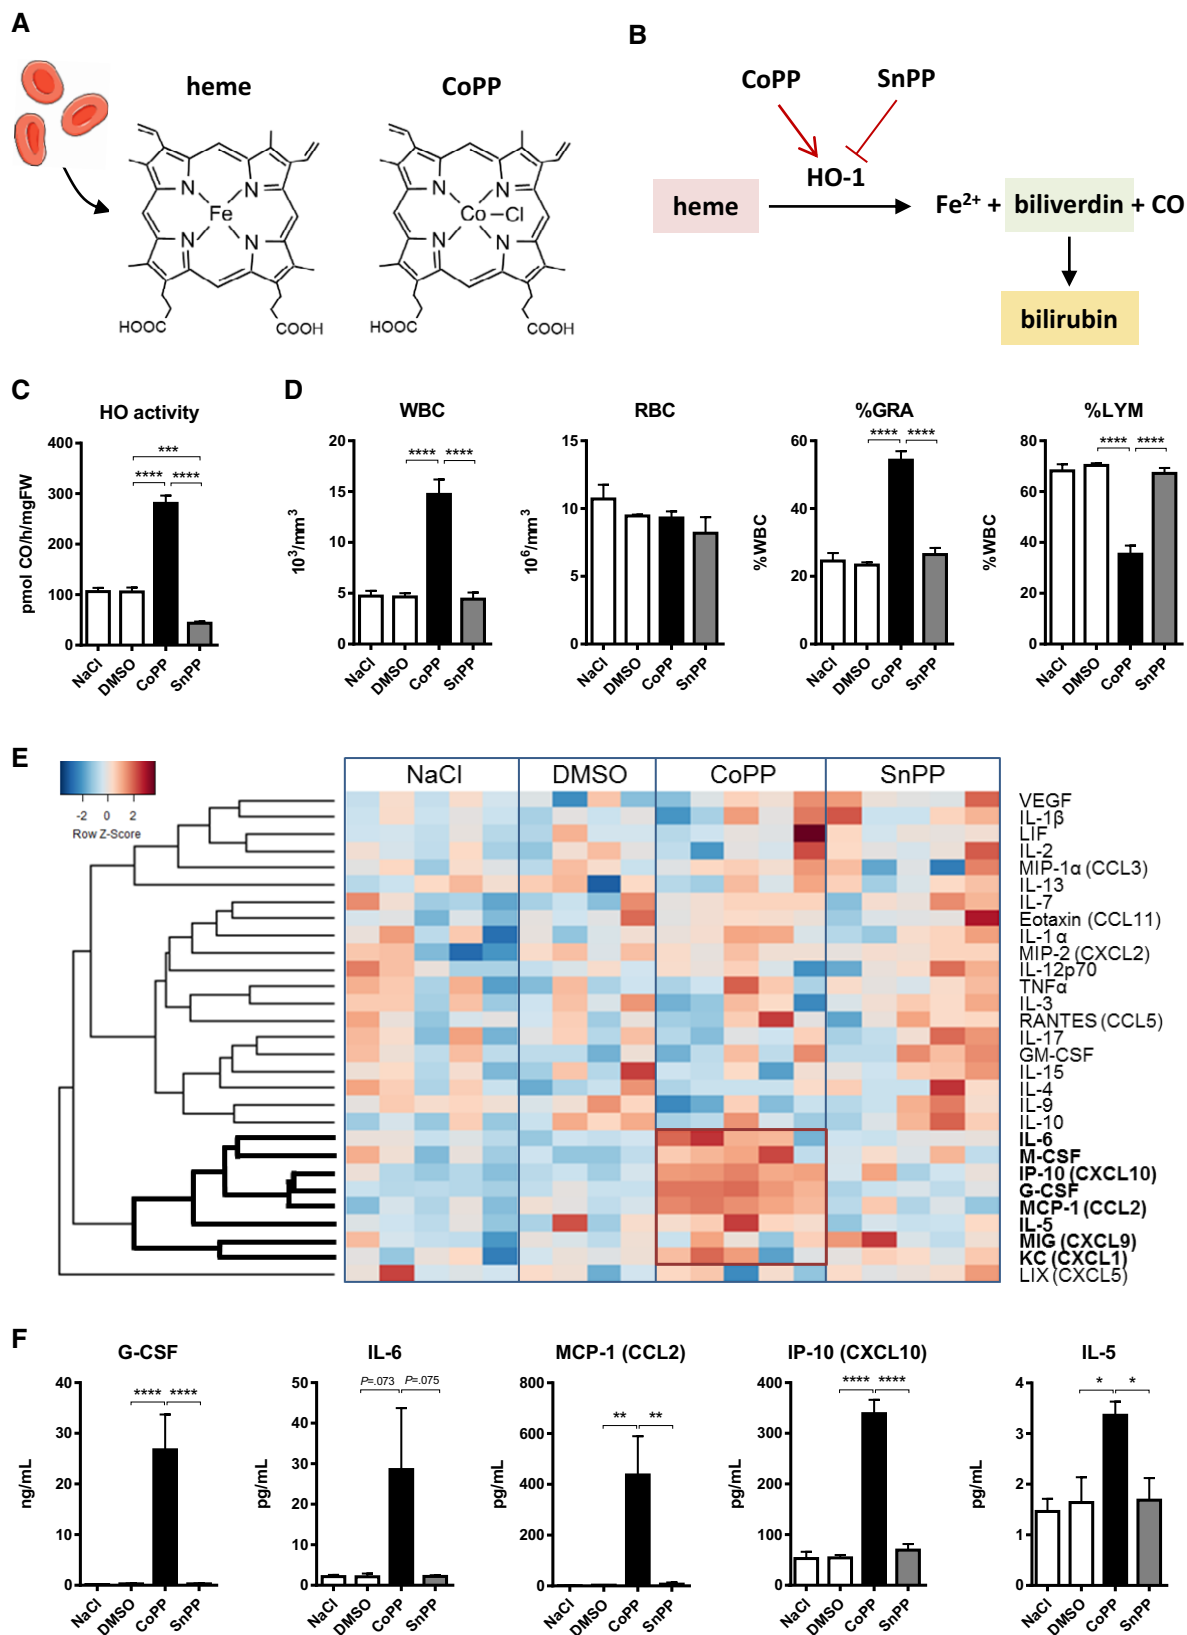 A
heme
CoPP
N
N
Fe
N
N
HOOC
COOH
N
N
Co—Cl
N
N
HOOC
COOH
B
CoPP
SnPP
HO-1
heme
Fe2+ + biliverdin + CO
bilirubin
C
HO activity
***
**** ****
pmol CO/h/mgFW
400
300
200
100
0
NaCl
DMSO
CoPP
SnPP
D
WBC
**** ****
10³/mm³
20
15
10
5
0
NaCl
DMSO
CoPP
SnPP
RBC
10⁶/mm³
15
10
5
0
NaCl
DMSO
CoPP
SnPP
%GRA
**** ****
%WBC
60
40
20
0
NaCl
DMSO
CoPP
SnPP
%LYM
**** ****
%WBC
80
60
40
20
0
NaCl
DMSO
CoPP
SnPP
E
-2 0 2
Row Z-Score
NaCl DMSO CoPP SnPP
VEGF
IL-1β
LIF
IL-2
MIP-1α (CCL3)
IL-13
IL-7
Eotaxin (CCL11)
IL-1 α
MIP-2 (CXCL2)
IL-12p70
TNFα
IL-3
RANTES (CCL5)
IL-17
GM-CSF
IL-15
IL-4
IL-9
IL-10
IL-6
M-CSF
IP-10 (CXCL10)
G-CSF
MCP-1 (CCL2)
IL-5
MIG (CXCL9)
KC (CXCL1)
LIX (CXCL5)
F
G-CSF
**** ****
ng/mL
40
30
20
10
0
NaCl
DMSO
CoPP
SnPP
IL-6
P=.073 P=.075
pg/mL
50
40
30
20
10
0
NaCl
DMSO
CoPP
SnPP
MCP-1 (CCL2)
** **
pg/mL
800
600
400
200
0
NaCl
DMSO
CoPP
SnPP
IP-10 (CXCL10)
**** ****
pg/mL
400
300
200
100
0
NaCl
DMSO
CoPP
SnPP
IL-5
* *
pg/mL
4
3
2
1
0
NaCl
DMSO
CoPP
SnPP